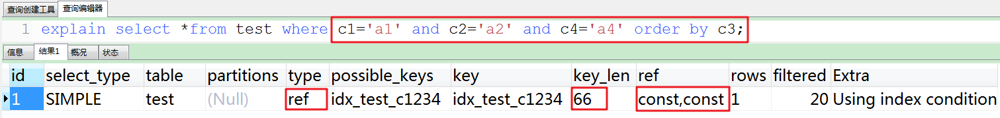 查询创建工具 查询编辑器
1 explain select *from test where c1='a1' and c2='a2' and c4='a4' order by c3;
信息 结果1 概况 状态
id select_type table partitions type possible_keys key key_len ref rows filtered Extra
1 SIMPLE test (Null) ref idx_test_c1234 idx_test_c1234 66 const,const 1 20 Using index condition